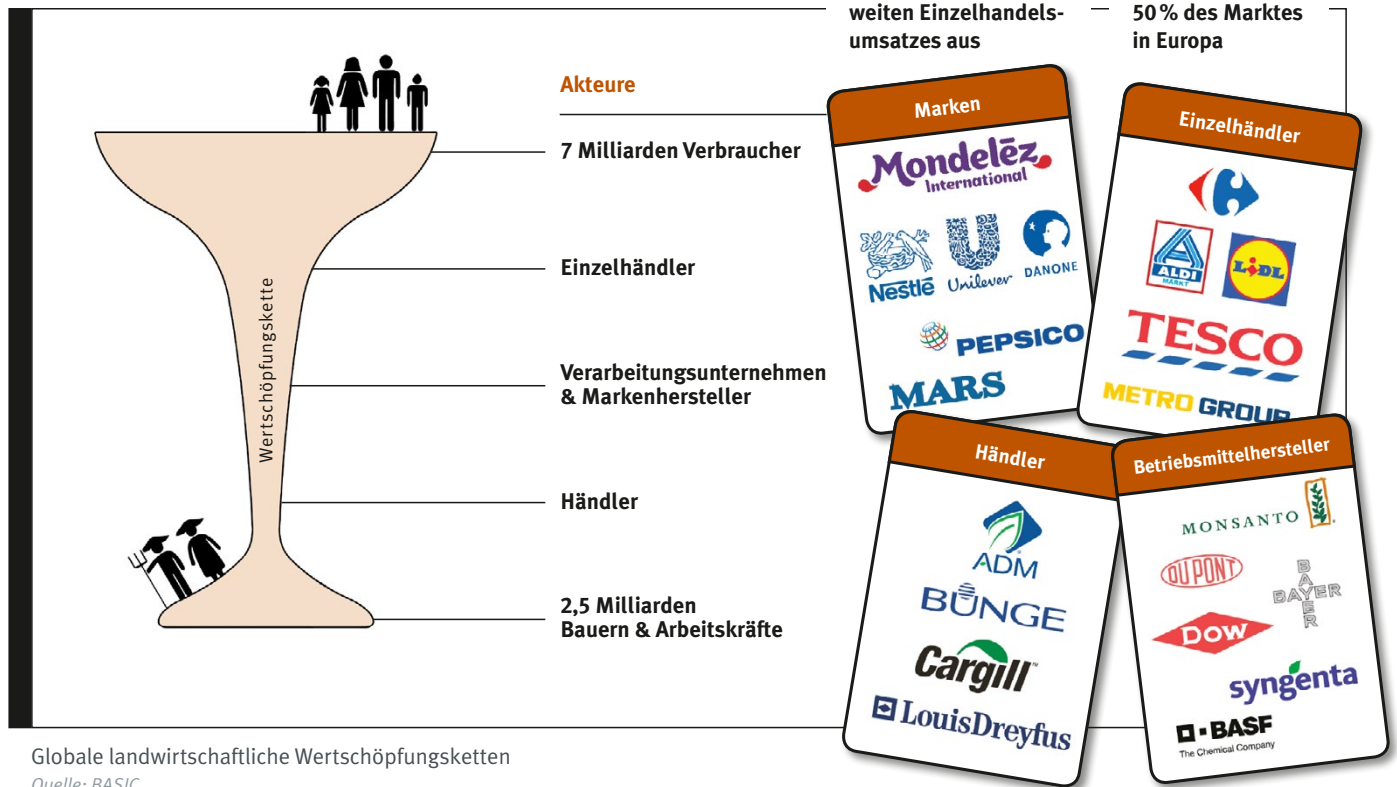 weiten Einzelhandels-
umsatzes aus
50 % des Marktes
in Europa
Akteure
7 Milliarden Verbraucher
Einzelhändler
Verarbeitungsunternehmen
& Markenhersteller
Händler
2,5 Milliarden
Bauern & Arbeitskräfte
Wertschöpfungskette
Marken
Mondelēz
International
Nestlé
Unilever
DANONE
PEPSICO
MARS
Einzelhändler
ALDI
MARKT
LiDL
TESCO
METRO GROUP
Händler
ADM
BUNGE
Cargill™
LouisDreyfus
Betriebsmittelhersteller
MONSANTO
DUPONT
BAYER
BAYER
DOW
syngenta
BASF
The Chemical Company
Globale landwirtschaftliche Wertschöpfungsketten
Quelle: BASIC